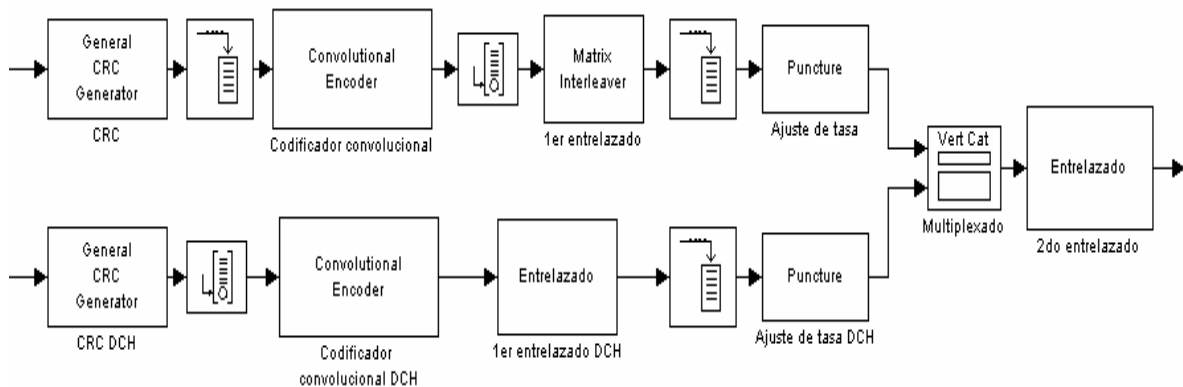 General
CRC
Generator
CRC
Convolutional
Encoder
Codificador convolucional
Matrix
Interleaver
1er entrelazado
Puncture
Ajuste de tasa
Vert Cat
Multiplexado
Entrelazado
2do entrelazado
General
CRC
Generator
CRC DCH
Convolutional
Encoder
Codificador
convolucional DCH
Entrelazado
1er entrelazado DCH
Puncture
Ajuste de tasa DCH